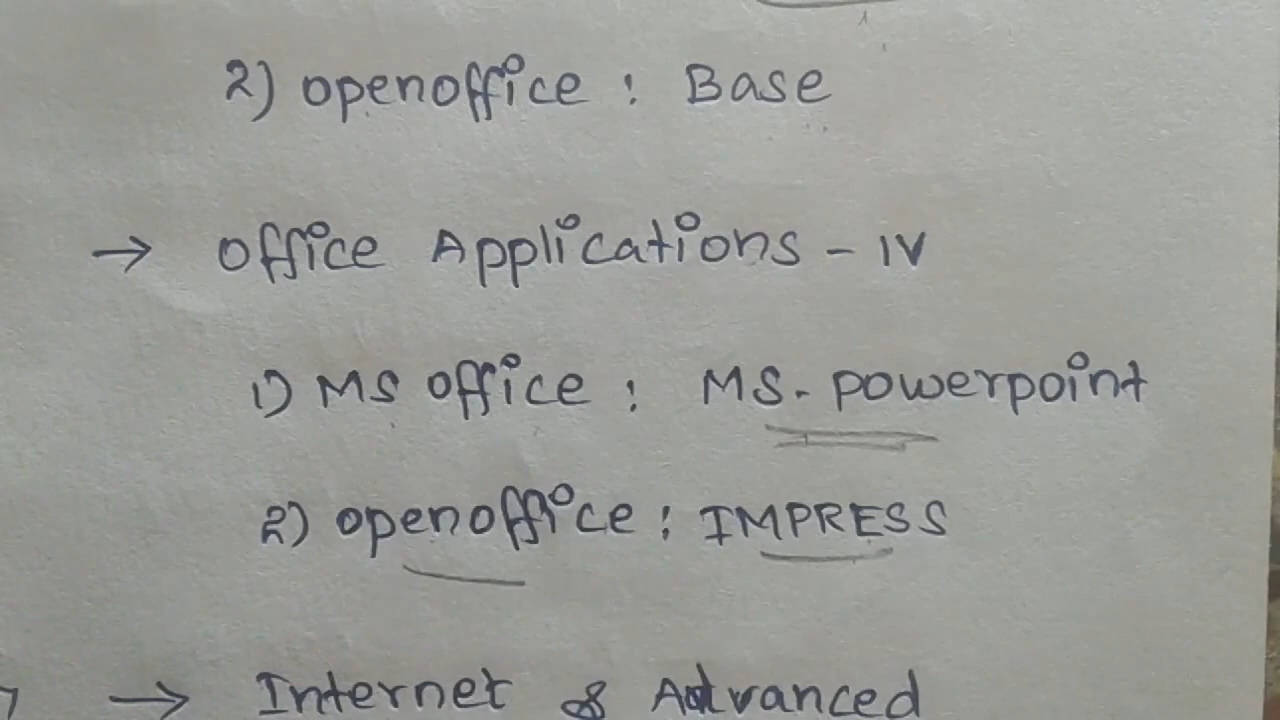 2) openoffice : Base
→ Office Applications - IV
1) MS office : MS. powerpoint
2) openoffice : IMPRESS
→ Internet & Advanced